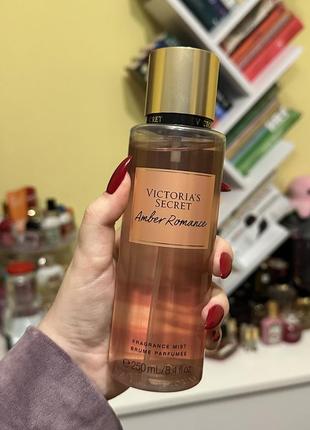 VICTORIA'S
SECRET
Amber Romance
FRAGRANCE MIST
BRUME PARFUMÉE
℮ 250 mL/8.4 fl oz